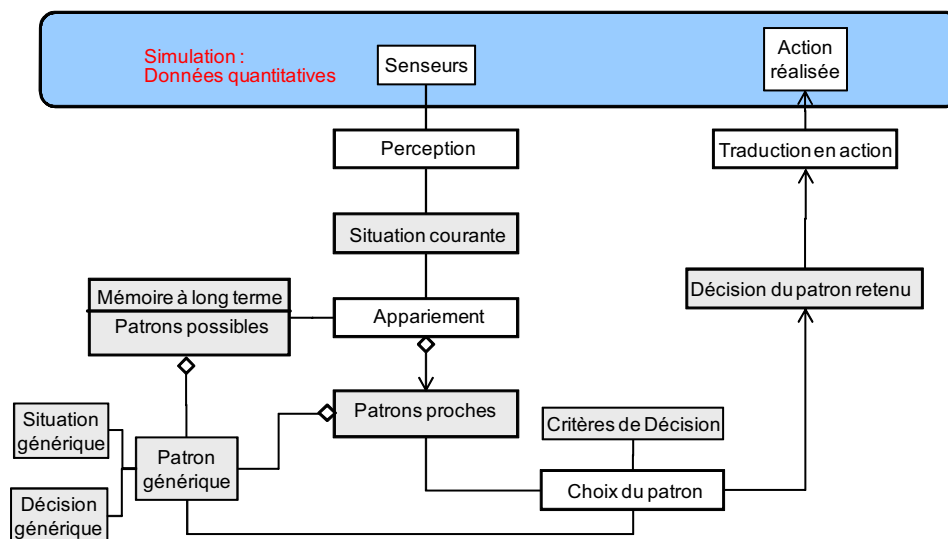 Simulation :
Données quantitatives
Senseurs
Action
réalisée
Perception
Traduction en action
Situation courante
Mémoire à long terme
Patrons possibles
Appariement
Décision du patron retenu
Patrons proches
Situation
générique
Patron
générique
Critères de Décision
Décision
générique
Choix du patron